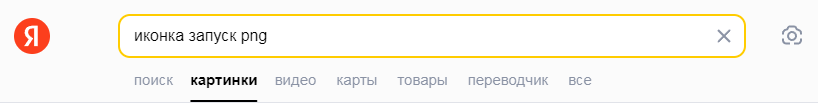 Я иконка запуск png
поиск картинки видео карты товары переводчик все